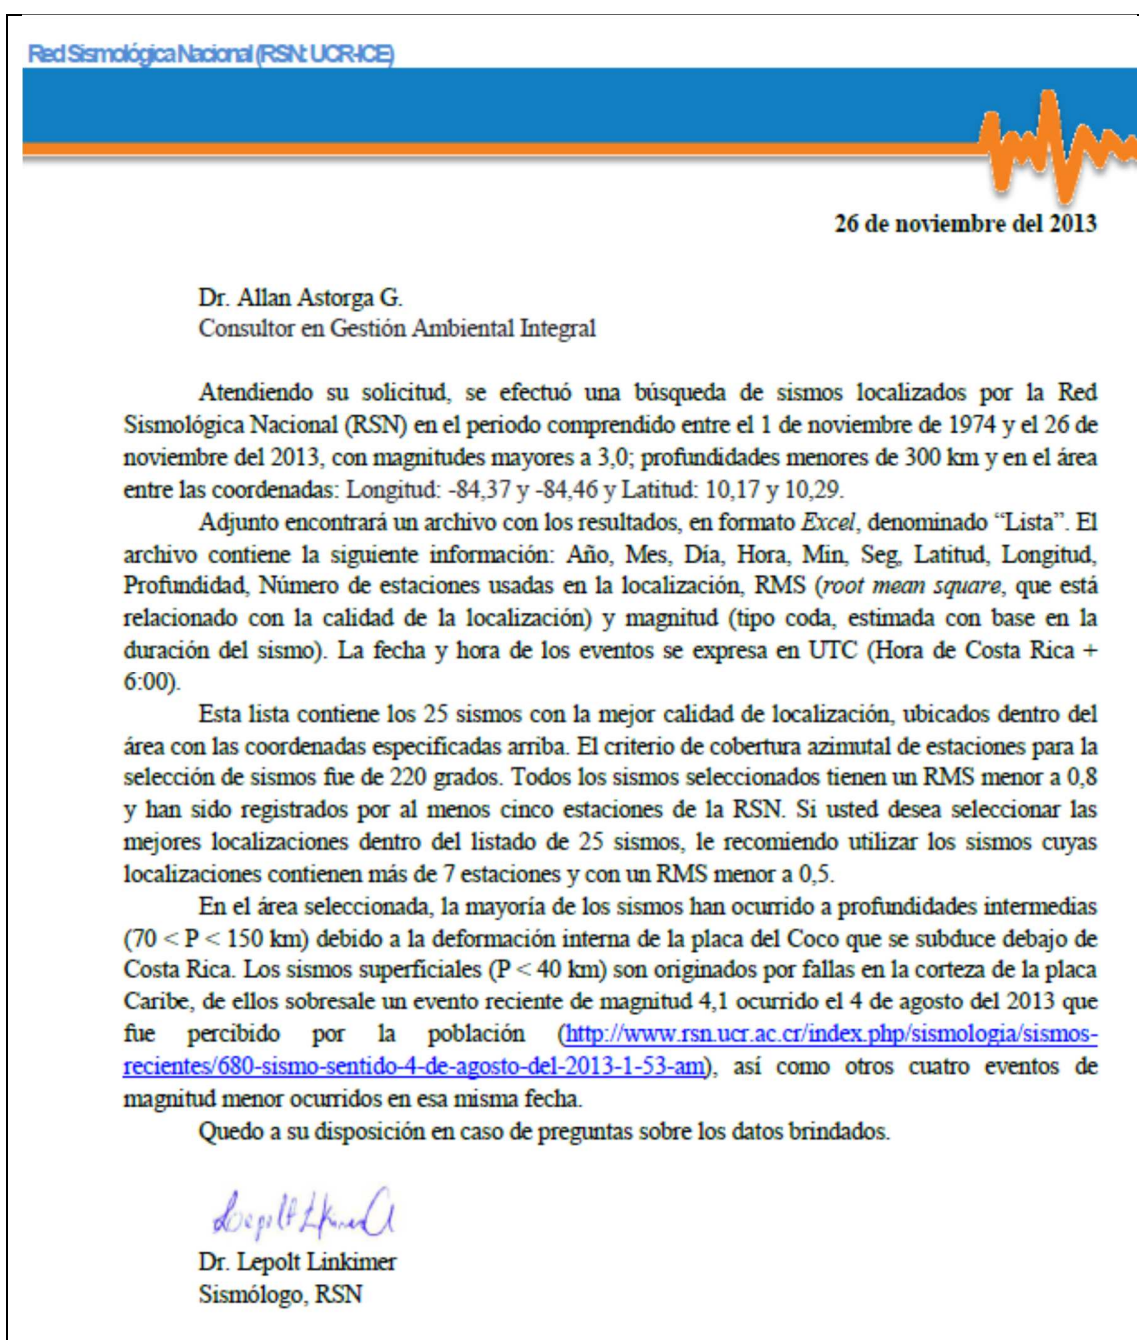 Red Sismológica Nacional (RSN: UCR-ICE)
26 de noviembre del 2013
Dr. Allan Astorga G.
Consultor en Gestión Ambiental Integral
Atendiendo su solicitud, se efectuó una búsqueda de sismos localizados por la Red
Sismológica Nacional (RSN) en el periodo comprendido entre el 1 de noviembre de 1974 y el 26 de
noviembre del 2013, con magnitudes mayores a 3,0; profundidades menores de 300 km y en el área
entre las coordenadas: Longitud: -84,37 y -84,46 y Latitud: 10,17 y 10,29.
Adjunto encontrará un archivo con los resultados, en formato Excel, denominado “Lista”. El
archivo contiene la siguiente información: Año, Mes, Día, Hora, Min, Seg, Latitud, Longitud,
Profundidad, Número de estaciones usadas en la localización, RMS (root mean square, que está
relacionado con la calidad de la localización) y magnitud (tipo coda, estimada con base en la
duración del sismo). La fecha y hora de los eventos se expresa en UTC (Hora de Costa Rica +
6:00).
Esta lista contiene los 25 sismos con la mejor calidad de localización, ubicados dentro del
área con las coordenadas especificadas arriba. El criterio de cobertura azimutal de estaciones para la
selección de sismos fue de 220 grados. Todos los sismos seleccionados tienen un RMS menor a 0,8
y han sido registrados por al menos cinco estaciones de la RSN. Si usted desea seleccionar las
mejores localizaciones dentro del listado de 25 sismos, le recomiendo utilizar los sismos cuyas
localizaciones contienen más de 7 estaciones y con un RMS menor a 0,5.
En el área seleccionada, la mayoría de los sismos han ocurrido a profundidades intermedias
(70 < P < 150 km) debido a la deformación interna de la placa del Coco que se subduce debajo de
Costa Rica. Los sismos superficiales (P < 40 km) son originados por fallas en la corteza de la placa
Caribe, de ellos sobresale un evento reciente de magnitud 4,1 ocurrido el 4 de agosto del 2013 que
fue percibido por la población (http://www.rsn.ucr.ac.cr/index.php/sismologia/sismos-
recientes/680-sismo-sentido-4-de-agosto-del-2013-1-53-am), así como otros cuatro eventos de
magnitud menor ocurridos en esa misma fecha.
Quedo a su disposición en caso de preguntas sobre los datos brindados.
Dr. Lepolt Linkimer
Sismólogo, RSN